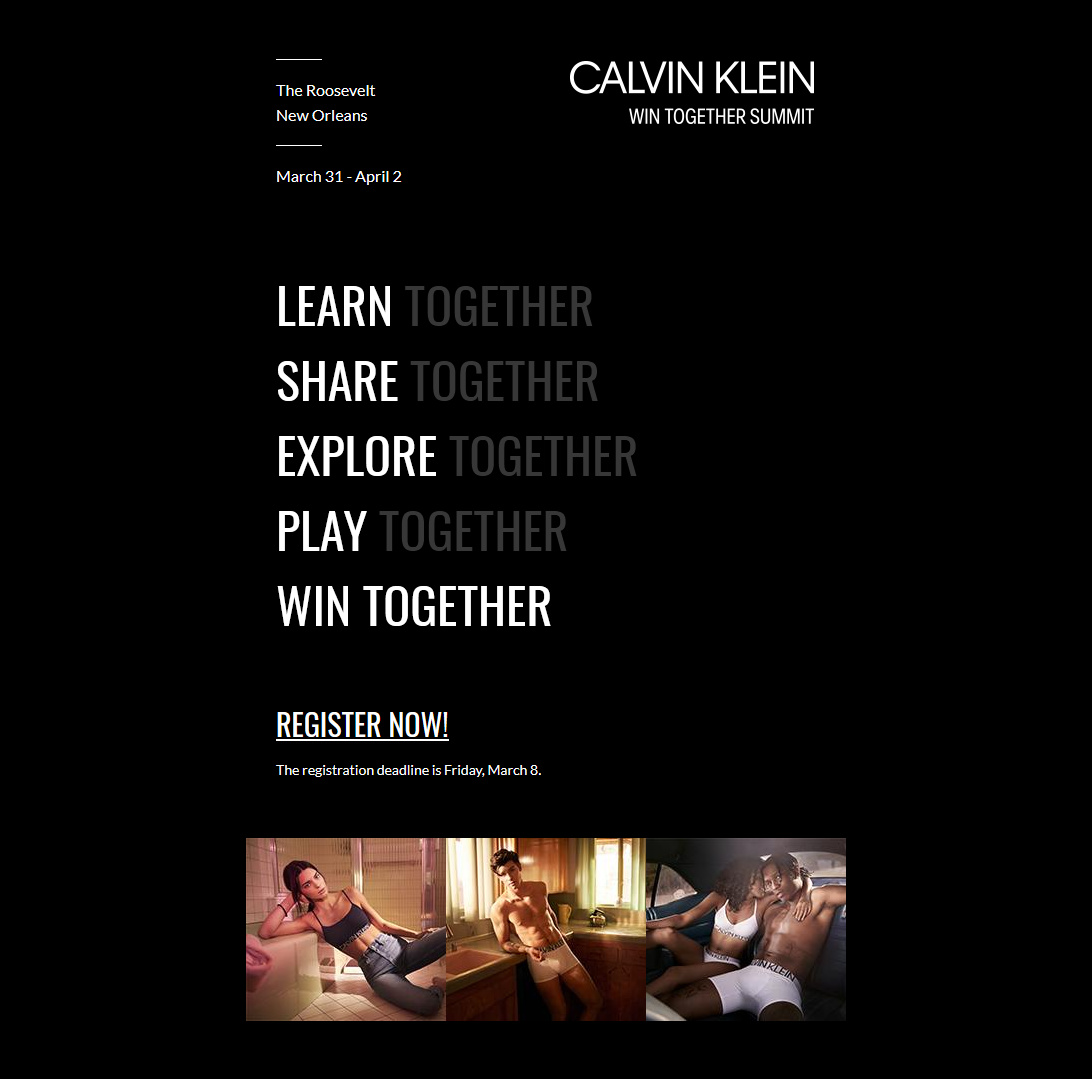 The Roosevelt
New Orleans
March 31 - April 2
CALVIN KLEIN
WIN TOGETHER SUMMIT
LEARN TOGETHER
SHARE TOGETHER
EXPLORE TOGETHER
PLAY TOGETHER
WIN TOGETHER
REGISTER NOW!
The registration deadline is Friday, March 8.